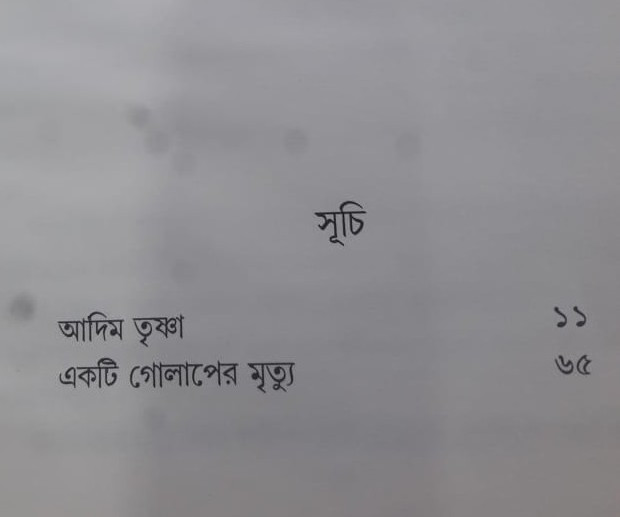 সূচি
আদিম তৃষ্ণা ১১
একটি গোলাপের মৃত্যু ৬৫